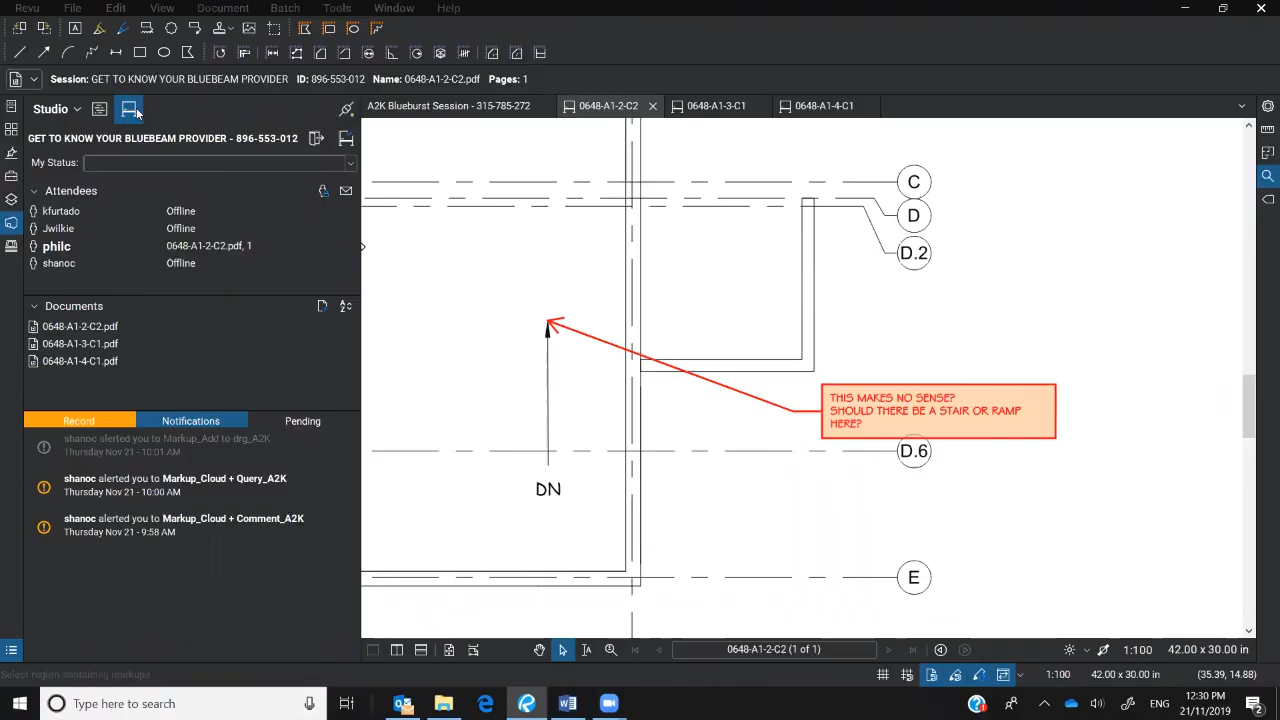 Revu File Edit View Document Batch Tools Window Help
Session: GET TO KNOW YOUR BLUEBEAM PROVIDER ID: 896-553-012 Name: 0648-A1-2-C2.pdf Pages: 1
Studio
A2K Blueburst Session - 315-785-272 0648-A1-2-C2 0648-A1-3-C1 0648-A1-4-C1
GET TO KNOW YOUR BLUEBEAM PROVIDER - 896-553-012
My Status:
Attendees
kfurtado Offline
Jwilkie Offline
philc 0648-A1-2-C2.pdf, 1
shanoc Offline
Documents
0648-A1-2-C2.pdf
0648-A1-3-C1.pdf
0648-A1-4-C1.pdf
Record Notifications Pending
shanoc alerted you to Markup_Add to drg_A2K
Thursday Nov 21 - 10:01 AM
shanoc alerted you to Markup_Cloud + Query_A2K
Thursday Nov 21 - 10:00 AM
shanoc alerted you to Markup_Cloud + Comment_A2K
Thursday Nov 21 - 9:58 AM
C
D
D.2
THIS MAKES NO SENSE?
SHOULD THERE BE A STAIR OR RAMP
HERE?
D.6
DN
E
0648-A1-2-C2 (1 of 1) 1:100 42.00 x 30.00 in
Select region containing markups 1:100 42.00 x 30.00 in (35.39, 14.88)
Type here to search
ENG
12:30 PM
21/11/2019
2